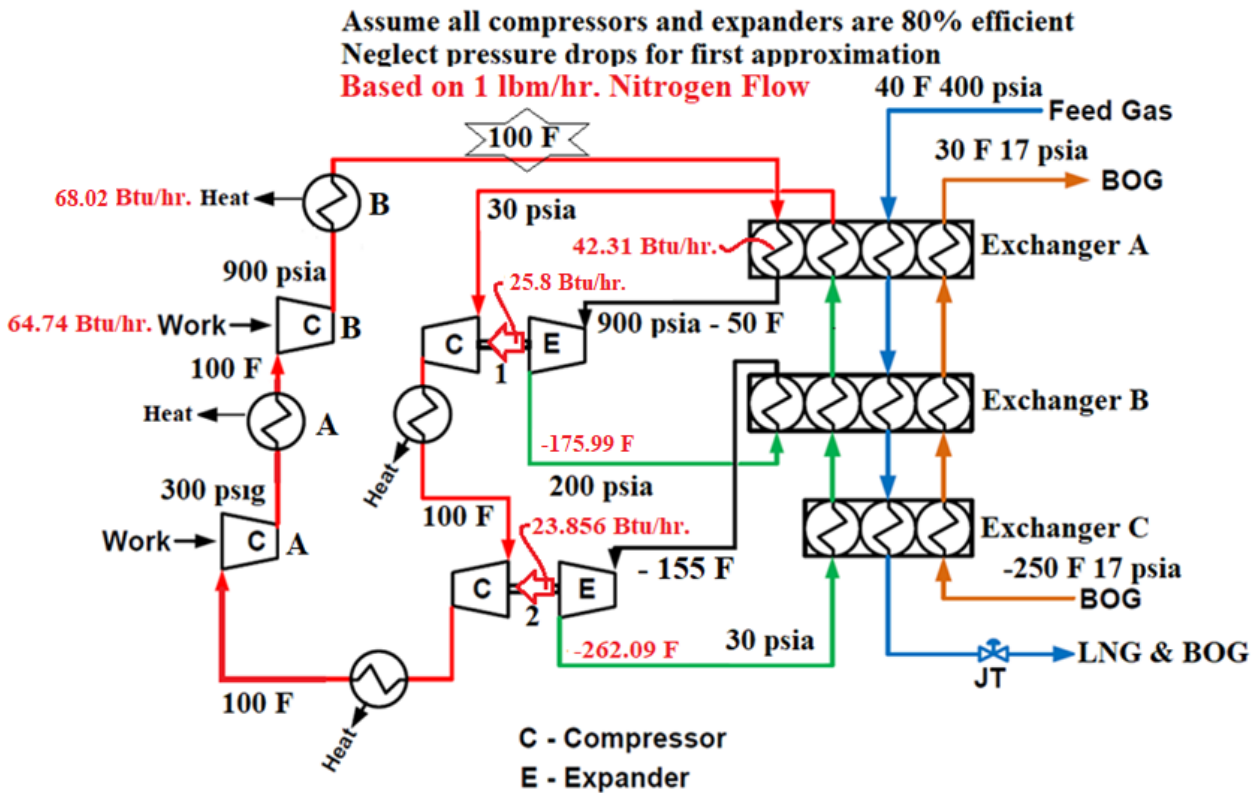 Assume all compressors and expanders are 80% efficient
Neglect pressure drops for first approximation
Based on 1 lbm/hr. Nitrogen Flow
40 F 400 psia
Feed Gas
100 F
30 F 17 psia
BOG
68.02 Btu/hr. Heat
B
30 psia
42.31 Btu/hr.
Exchanger A
900 psia
25.8 Btu/hr.
64.74 Btu/hr. Work
C
B
900 psia - 50 F
C
E
1
100 F
Heat
A
Exchanger B
-175.99 F
300 psig
Heat
200 psia
100 F
23.856 Btu/hr.
Exchanger C
Work
C
A
- 155 F
-250 F 17 psia
C
E
BOG
2
30 psia
-262.09 F
LNG & BOG
JT
100 F
Heat
C - Compressor
E - Expander